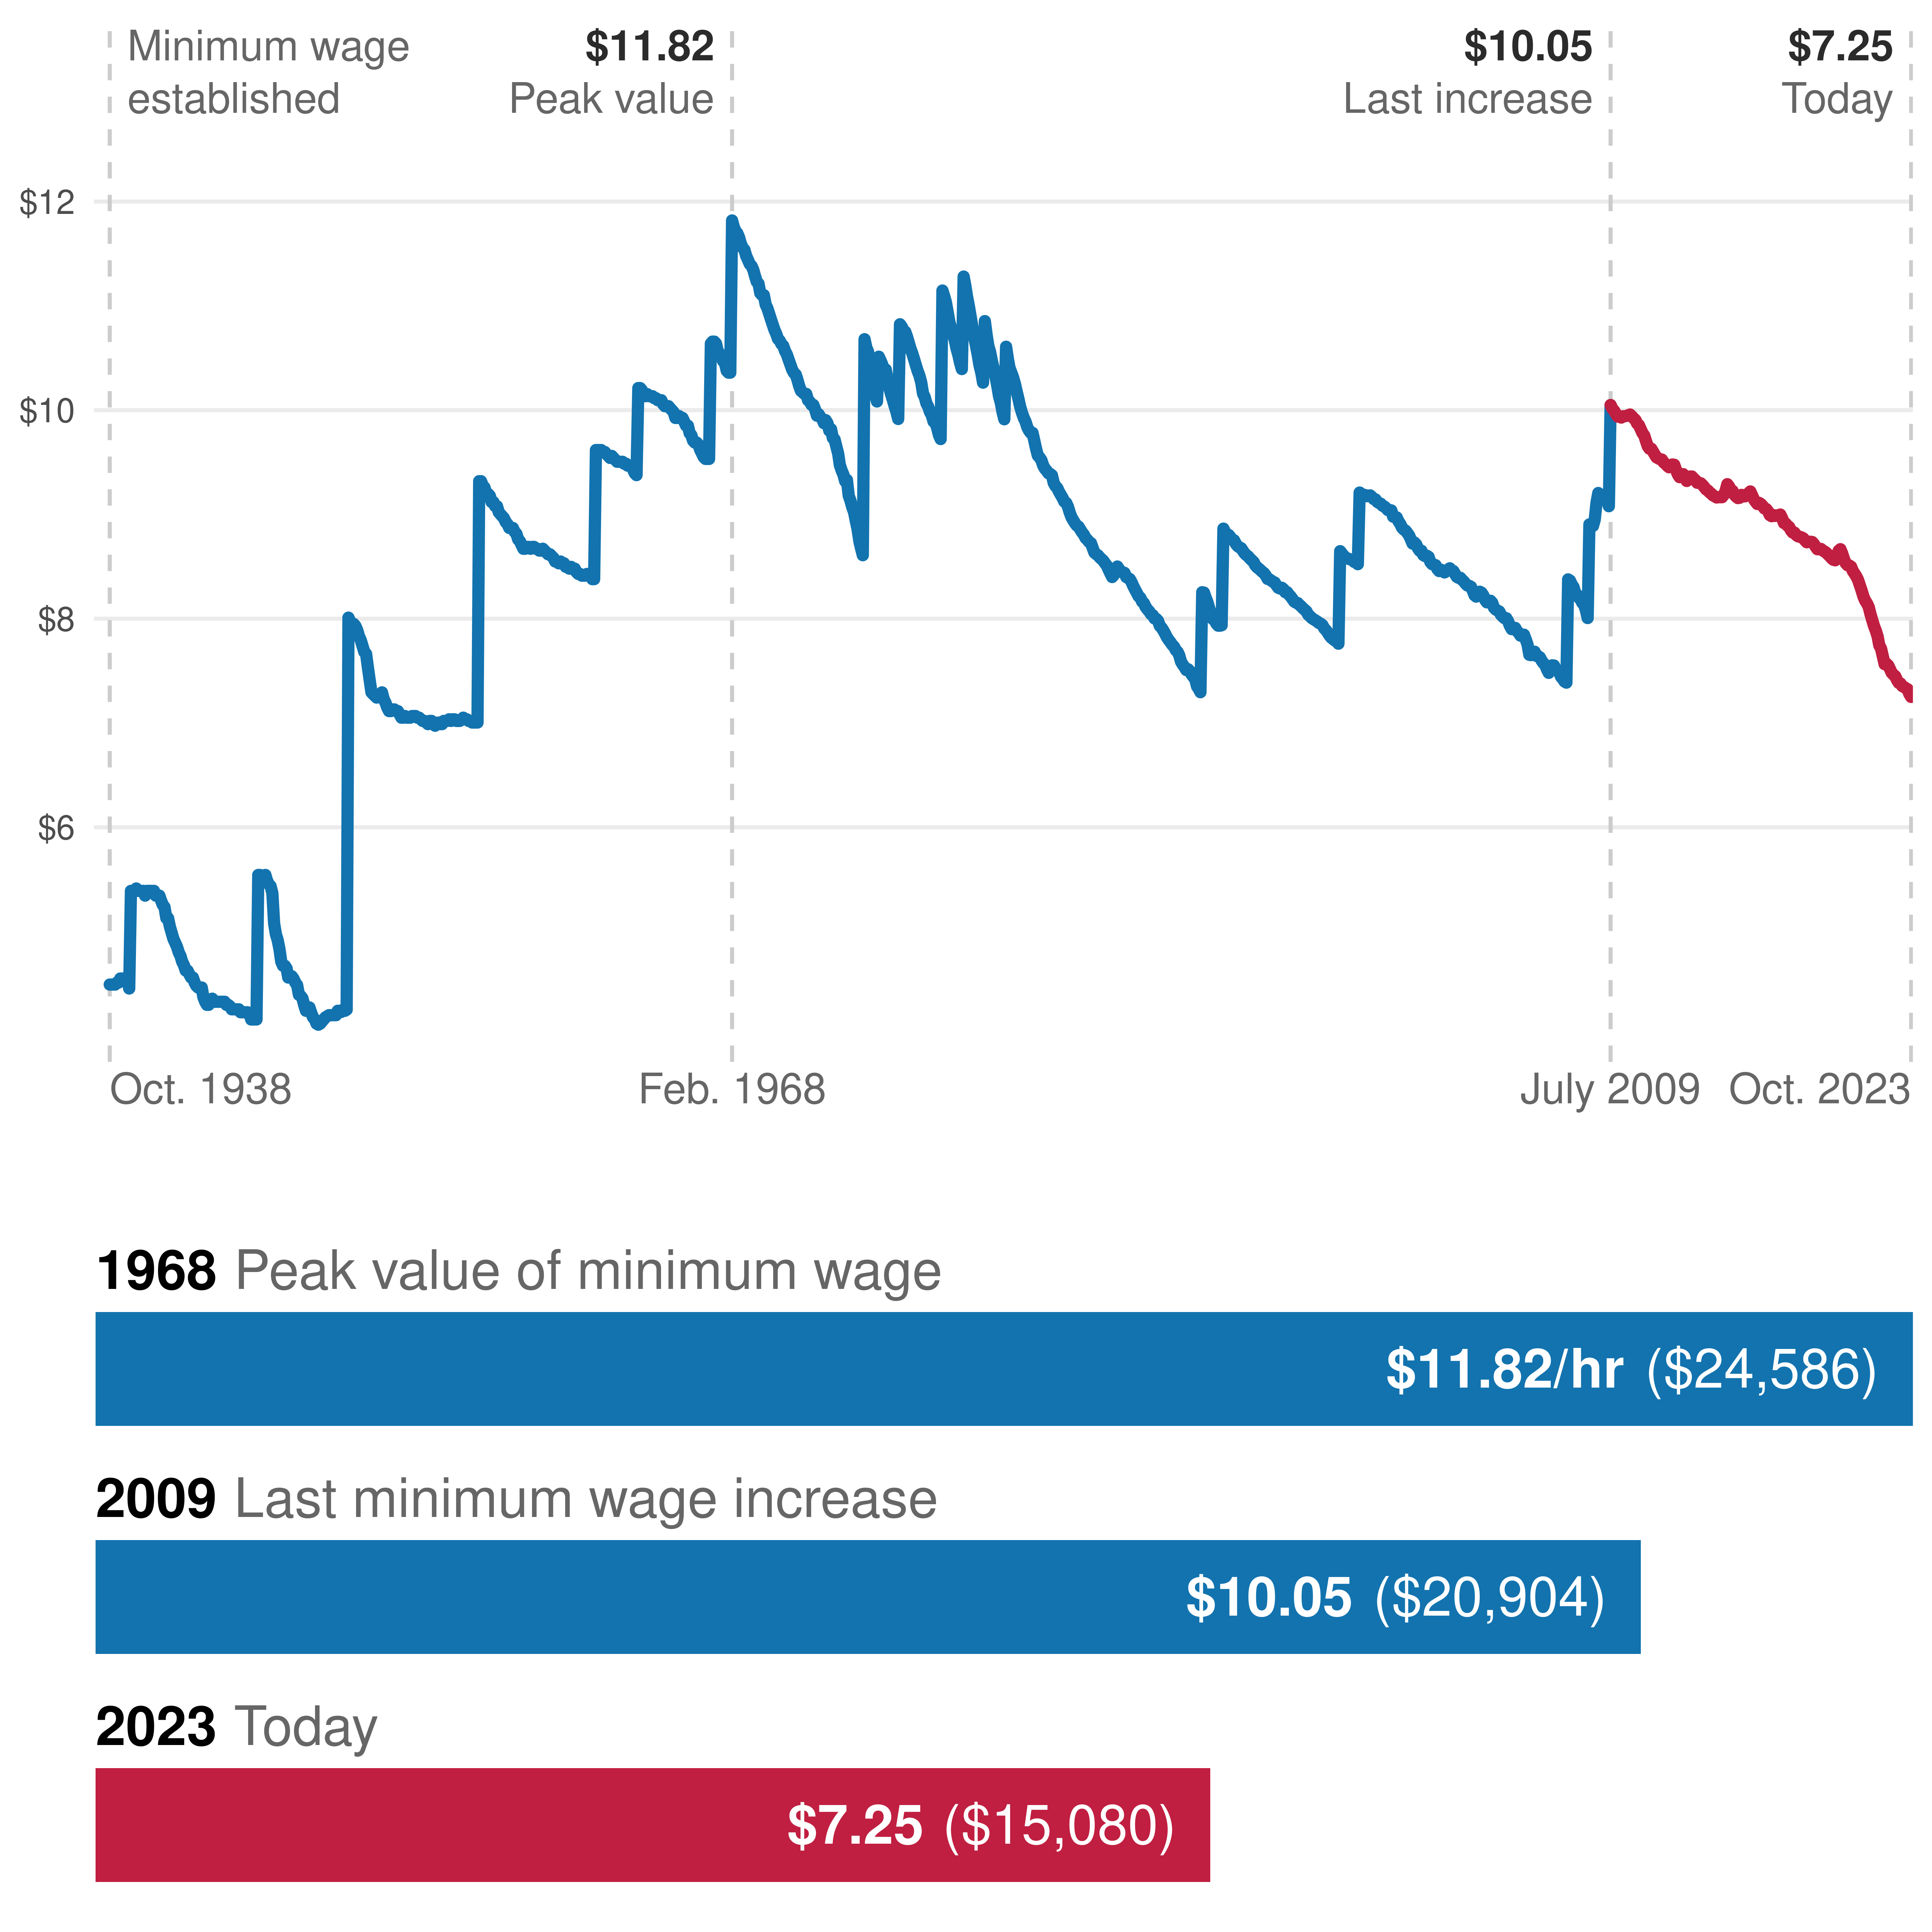 Minimum wage
established
$11.82
Peak value
$10.05
Last increase
$7.25
Today
$12
$10
$8
$6
Oct. 1938
Feb. 1968
July 2009
Oct. 2023
1968 Peak value of minimum wage
$11.82/hr ($24,586)
2009 Last minimum wage increase
$10.05 ($20,904)
2023 Today
$7.25 ($15,080)